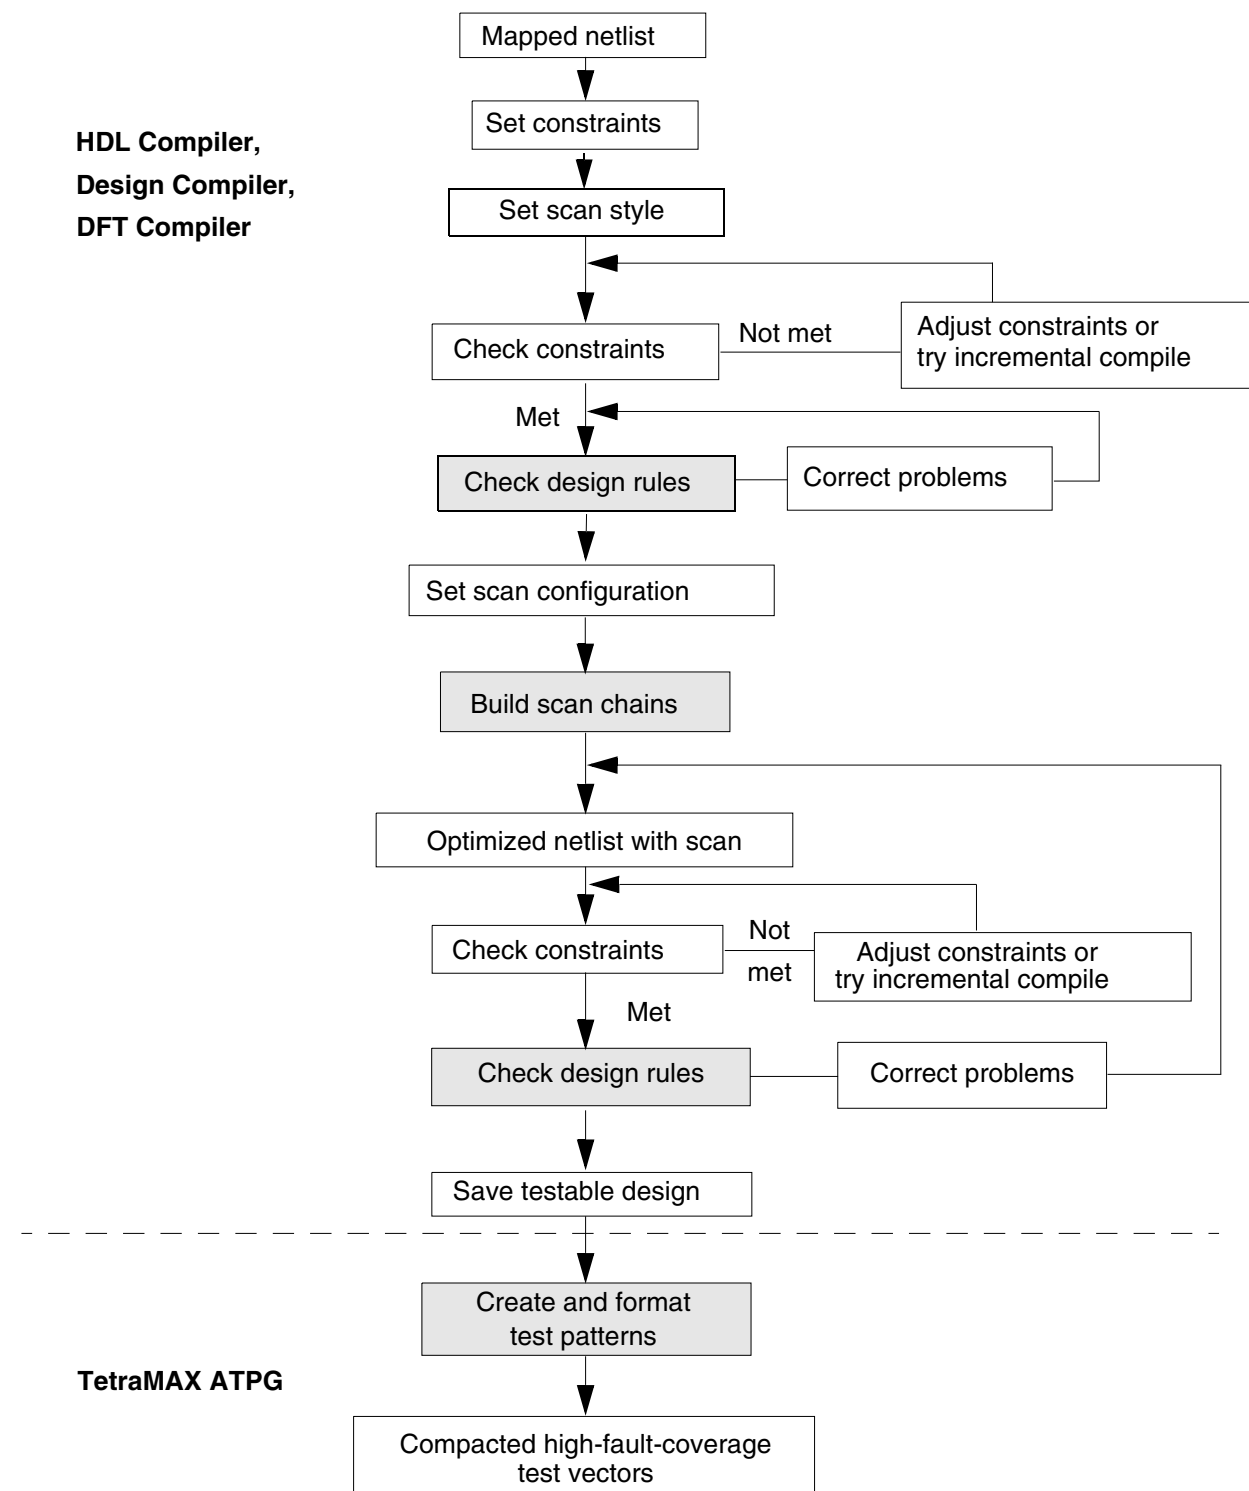 Mapped netlist
Set constraints
HDL Compiler,
Design Compiler,
DFT Compiler
Set scan style
Check constraints
Not met
Adjust constraints or
try incremental compile
Met
Check design rules
Correct problems
Set scan configuration
Build scan chains
Optimized netlist with scan
Check constraints
Not
met
Adjust constraints or
try incremental compile
Met
Check design rules
Correct problems
Save testable design
Create and format
test patterns
TetraMAX ATPG
Compacted high-fault-coverage
test vectors